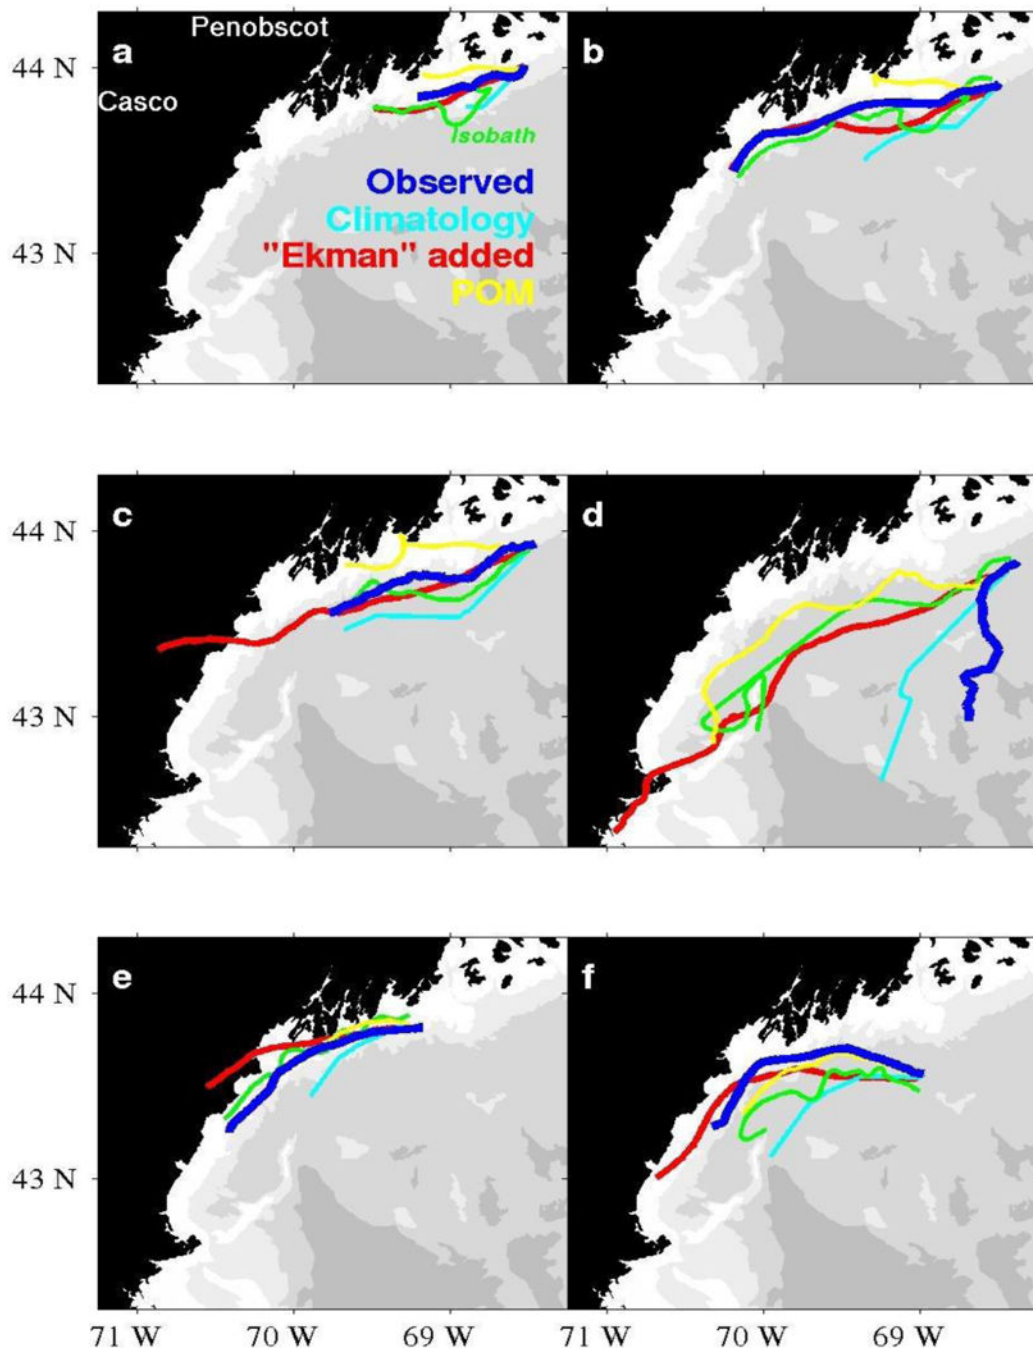 Penobscot
a
b
44 N
Casco
Isobath
Observed
Climatology
"Ekman" added
POM
43 N
c
d
44 N
43 N
e
f
44 N
43 N
71 W
70 W
69 W
71 W
70 W
69 W